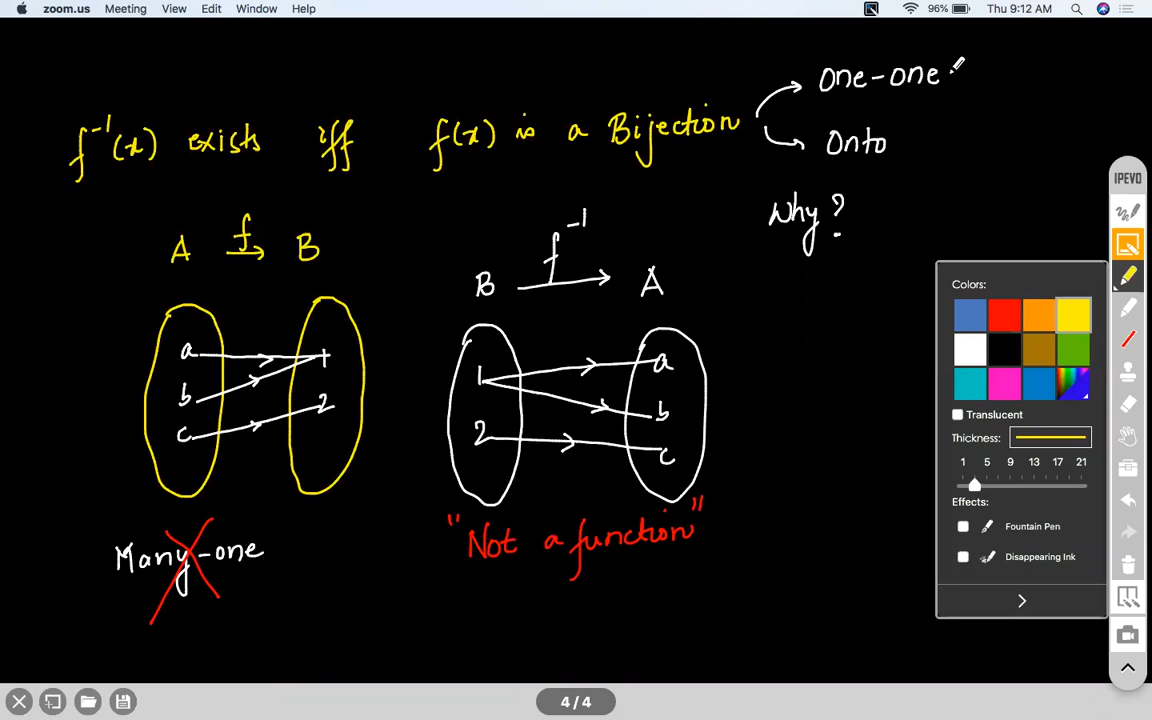 zoom.us Meeting View Edit Window Help 96% Thu 9:12 AM
One-one
f⁻¹(x) exists iff f(x) is a Bijection
Onto
Why?
A f B
B f⁻¹ A
a 1
b 2
c
1 a
2 b
c
"Not a function"
Many-one
IPEVO
Colors:
Translucent
Thickness:
1 5 9 13 17 21
Effects:
Fountain Pen
Disappearing Ink
4 / 4